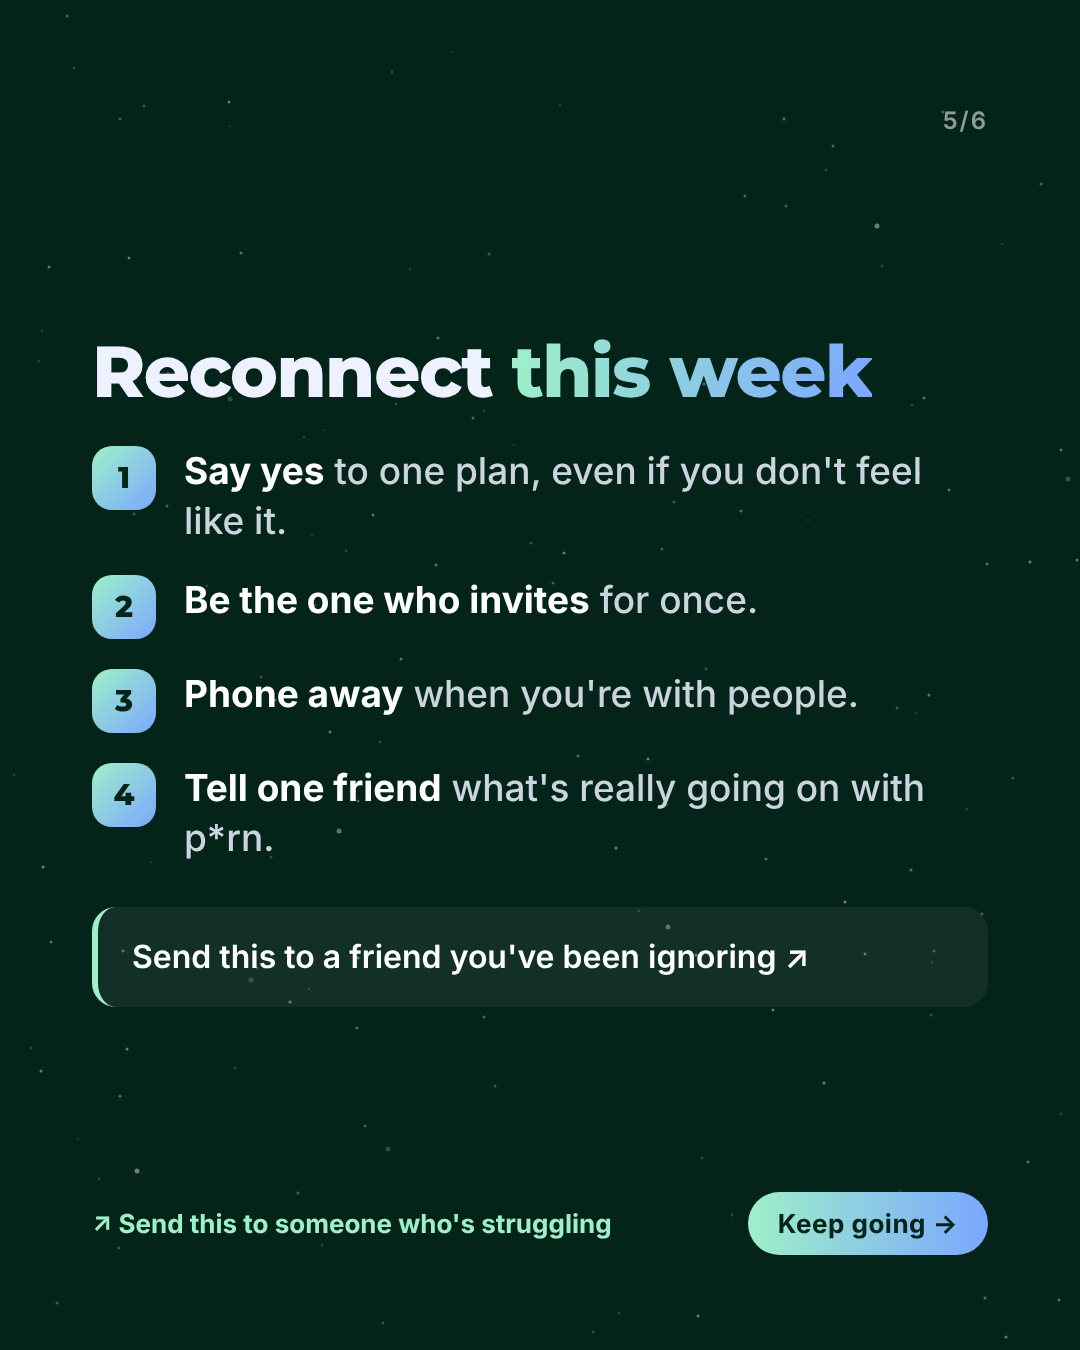 5/6
Reconnect this week
1
Say yes to one plan, even if you don't feel
like it.
2
Be the one who invites for once.
3
Phone away when you're with people.
4
Tell one friend what's really going on with
p*rn.
Send this to a friend you've been ignoring ↗
↗ Send this to someone who's struggling
Keep going →